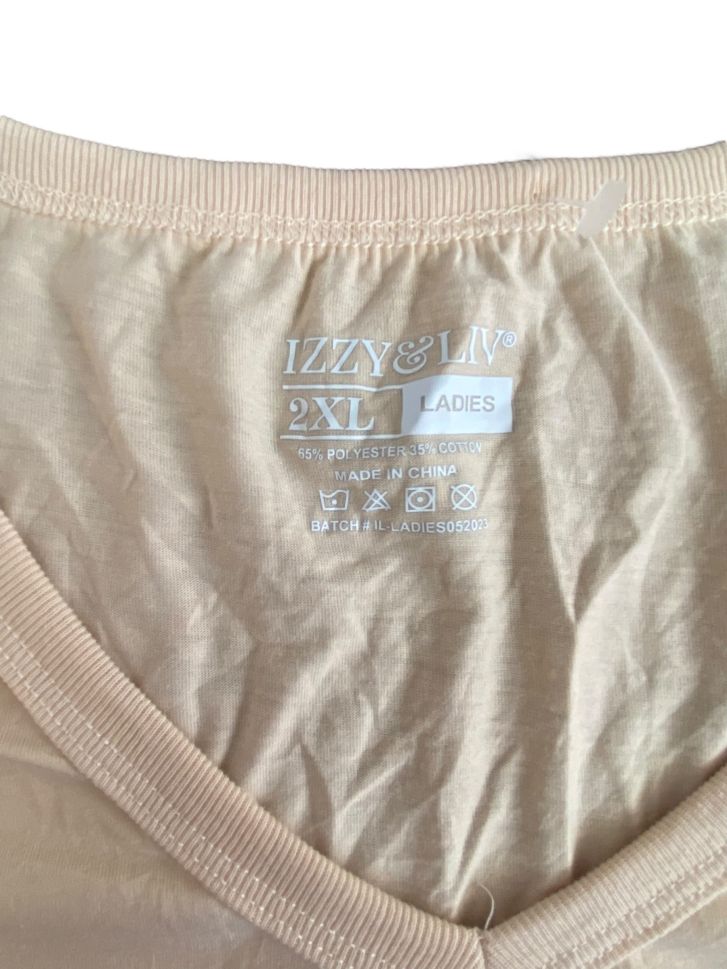 IZZY&LIV®
2XL LADIES
65% POLYESTER 35% COTTON
MADE IN CHINA
BATCH # IL-LADIES052023